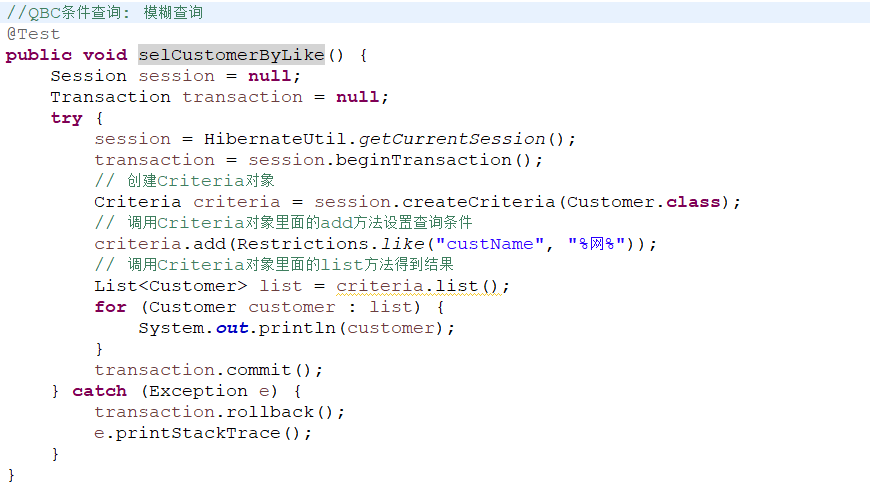 //QBC条件查询: 模糊查询
@Test
public void selCustomerByLike() {
    Session session = null;
    Transaction transaction = null;
    try {
        session = HibernateUtil.getCurrentSession();
        transaction = session.beginTransaction();
        // 创建Criteria对象
        Criteria criteria = session.createCriteria(Customer.class);
        // 调用Criteria对象里面的add方法设置查询条件
        criteria.add(Restrictions.like("custName", "%网%"));
        // 调用Criteria对象里面的list方法得到结果
        List<Customer> list = criteria.list();
        for (Customer customer : list) {
            System.out.println(customer);
        }
        transaction.commit();
    } catch (Exception e) {
        transaction.rollback();
        e.printStackTrace();
    }
}